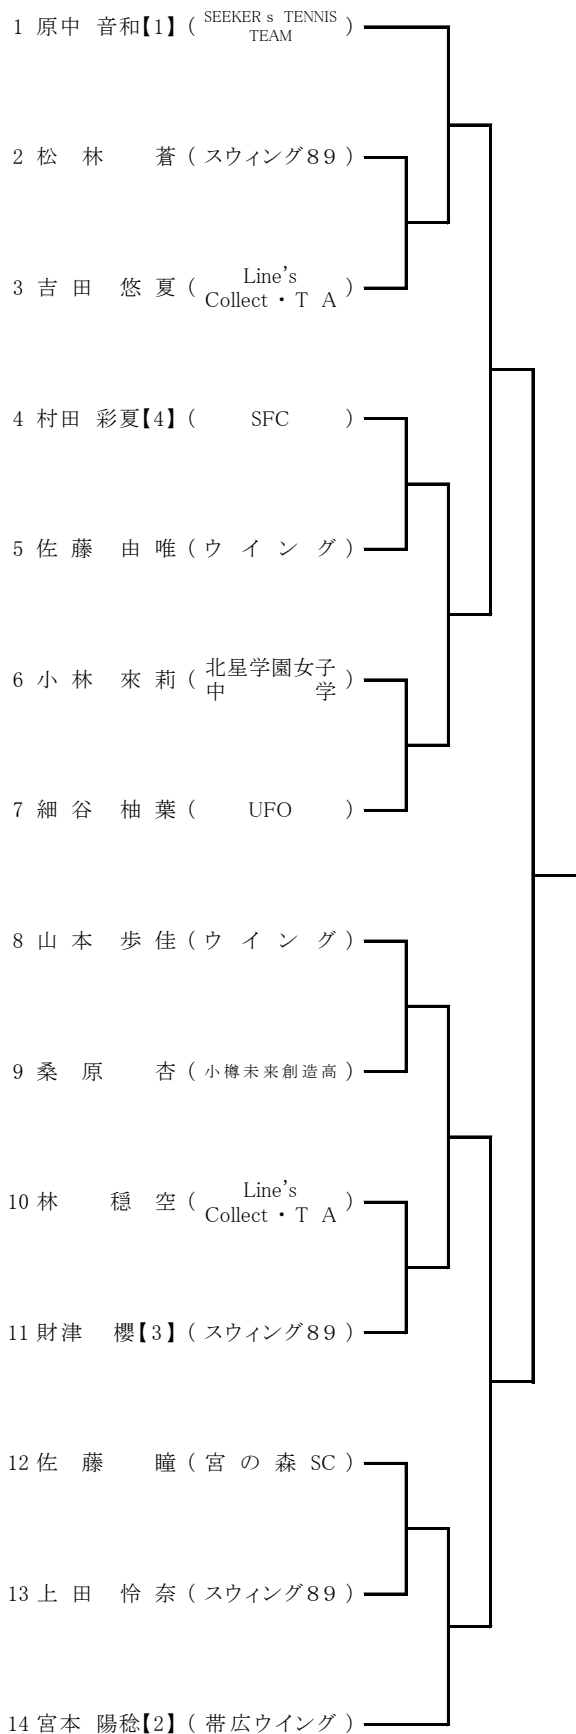 1 原中 音和【1】 ( SEEKER s TENNIS TEAM )
2 松 林 蒼 ( スウィング８９ )
3 吉 田 悠 夏 ( Line's Collect・T A )
4 村田 彩夏【4】 ( SFC )
5 佐 藤 由 唯 ( ウ イ ン グ )
6 小 林 來 莉 ( 北星学園女子 中 学 )
7 細 谷 柚 葉 ( UFO )
8 山 本 歩 佳 ( ウ イ ン グ )
9 桑 原 杏 ( 小樽未来創造高 )
10 林 穏 空 ( Line's Collect・T A )
11 財津 櫻【3】 ( スウィング８９ )
12 佐 藤 瞳 ( 宮 の 森 SC )
13 上 田 怜 奈 ( スウィング８９ )
14 宮本 陽稔【2】 ( 帯広ウイング )